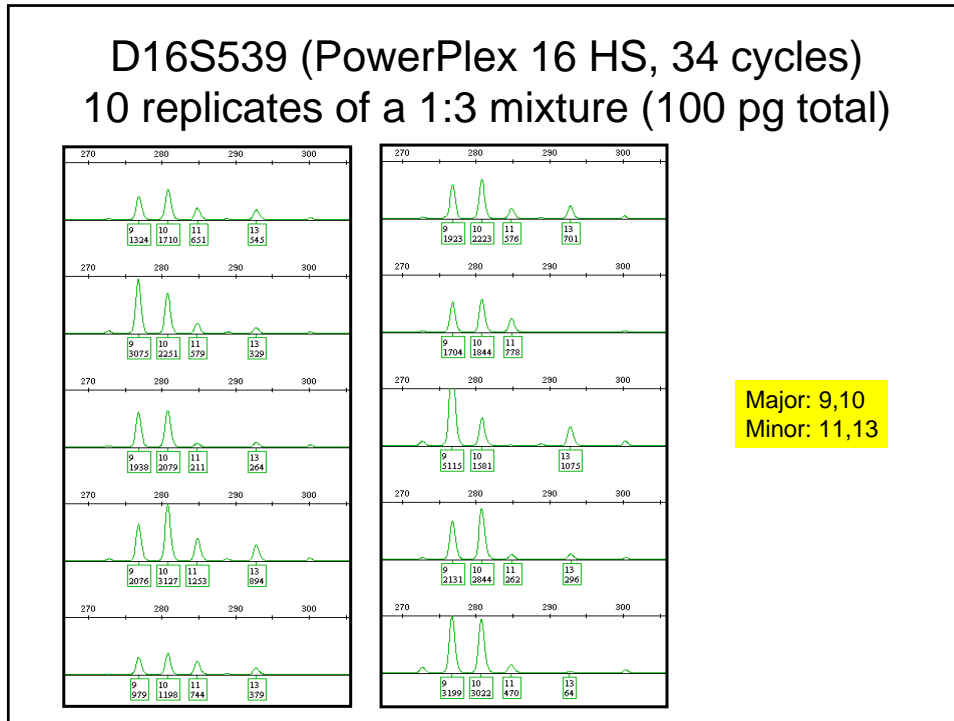 D16S539 (PowerPlex 16 HS, 34 cycles)
10 replicates of a 1:3 mixture (100 pg total)
270 280 290 300
9 10 11 13
1324 1710 651 545
270 280 290 300
9 10 11 13
3075 2251 579 329
270 280 290 300
9 10 11 13
1938 2079 211 264
270 280 290 300
9 10 11 13
2076 3127 1253 894
270 280 290 300
9 10 11 13
979 1198 744 379
270 280 290 300
9 10 11 13
1923 2223 576 701
270 280 290 300
9 10 11
1704 1844 778
270 280 290 300
9 10 13
5115 1581 1075
270 280 290 300
9 10 11 13
2131 2844 262 296
270 280 290 300
9 10 11 13
3199 3022 470 64
Major: 9,10
Minor: 11,13